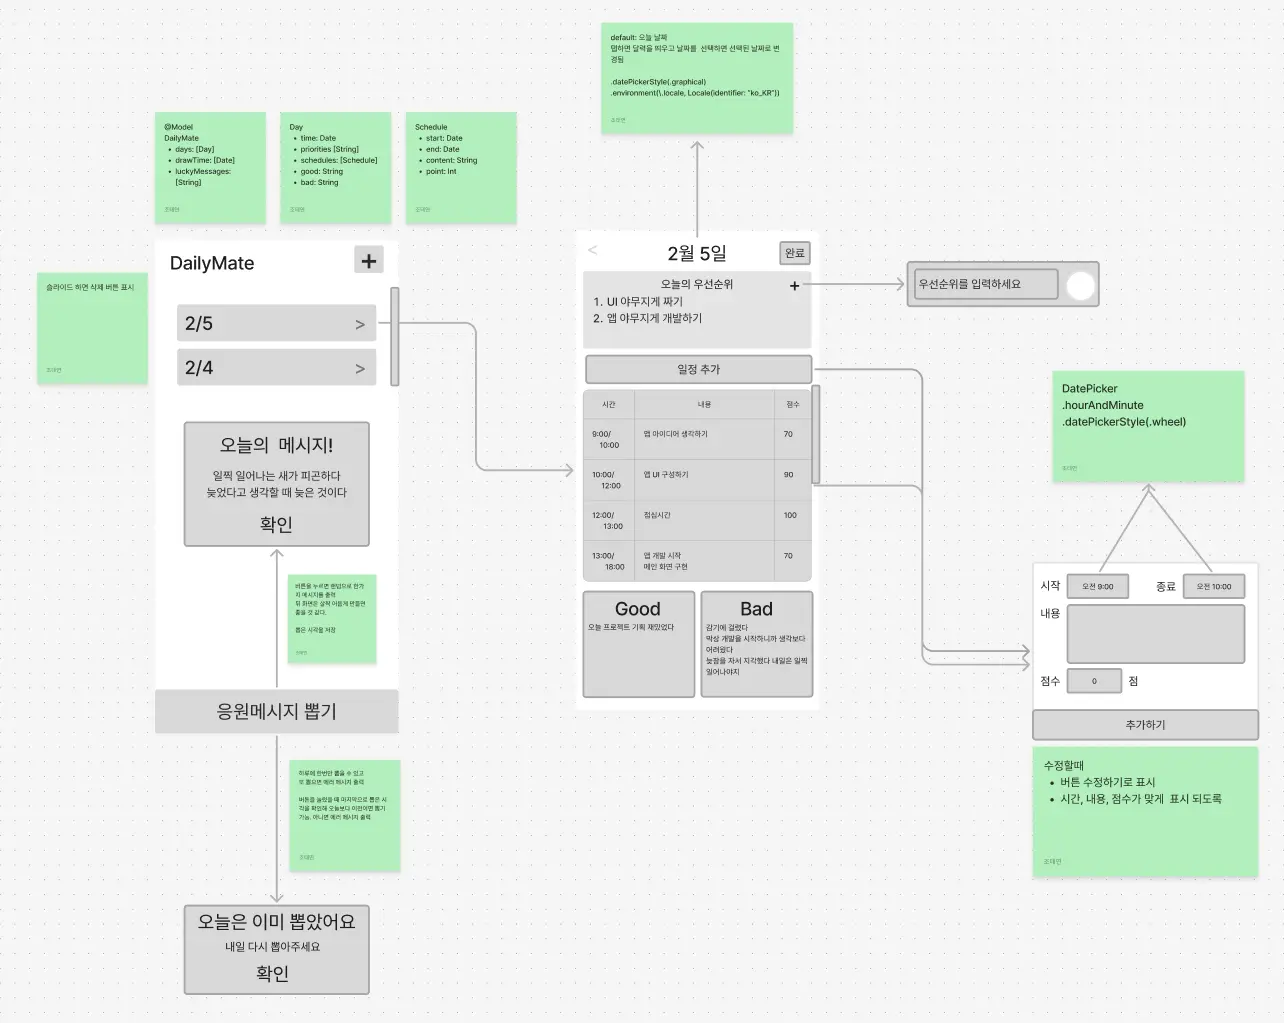 default: 오늘 날짜
탭하면 달력을 띄우고 날짜를 선택하면 선택된 날짜로 변
경됨
.datePickerStyle(.graphical)
.environment(\.locale, Locale(identifier: "ko_KR"))
조태연
@Model
DailyMate
• days: [Day]
• drawTime: [Date]
• luckyMessages:
[String]
조태연
Day
• time: Date
• priorities [String]
• schedules: [Schedule]
• good: String
• bad: String
조태연
Schedule
• start: Date
• end: Date
• content: String
• point: Int
조태연
슬라이드 하면 삭제 버튼 표시
조태연
DailyMate
+
2/5 >
2/4 >
오늘의 메시지!
일찍 일어나는 새가 피곤하다
늦었다고 생각할 때 늦은 것이다
확인
버튼을 누르면 랜덤으로 한가
지 메시지를 출력
뒤 화면은 살짝 어둡게 만들면
좋을 것 같다.
뽑은 시각을 저장
조태연
응원메시지 뽑기
하루에 한번만 뽑을 수 있고
또 뽑으면 에러 메시지 출력
버튼을 눌렀을 때 마지막으로 뽑은 시
각을 확인해 오늘보다 이전이면 뽑기
가능, 아니면 에러 메시지 출력
조태연
오늘은 이미 뽑았어요
내일 다시 뽑아주세요
확인
< 2월 5일 완료
오늘의 우선순위 +
1. UI 야무지게 짜기
2. 앱 야무지게 개발하기
일정 추가
시간 내용 점수
9:00/ 앱 아이디어 생각하기 70
10:00
10:00/ 앱 UI 구성하기 90
12:00
12:00/ 점심시간 100
13:00
13:00/ 앱 개발 시작 70
18:00 메인 화면 구현
Good
오늘 프로젝트 기획 재밌었다
Bad
감기에 걸렸다
막상 개발을 시작하니까 생각보다
어려웠다
늦잠을 자서 지각했다 내일은 일찍
일어나야지
우선순위를 입력하세요
DatePicker
.hourAndMinute
.datePickerStyle(.wheel)
조태연
시작 오전 9:00 종료 오전 10:00
내용
점수 0 점
추가하기
수정할때
• 버튼 수정하기로 표시
• 시간, 내용, 점수가 맞게 표시 되도록
조태연